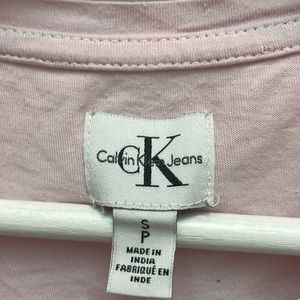 CK
Calvin Klein Jeans
S
P
MADE IN
INDIA
FABRIQUÉ EN
INDE